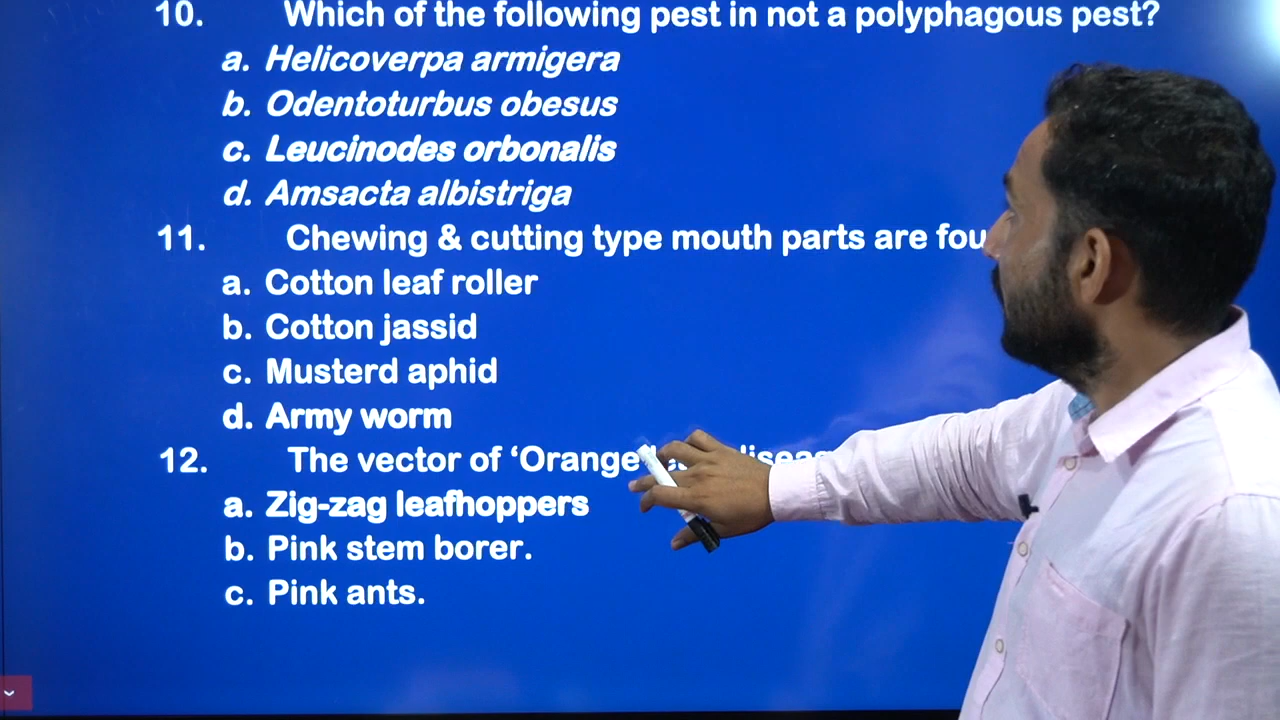 10. Which of the following pest in not a polyphagous pest?
a. Helicoverpa armigera
b. Odentoturbus obesus
c. Leucinodes orbonalis
d. Amsacta albistriga
11. Chewing & cutting type mouth parts are fou
a. Cotton leaf roller
b. Cotton jassid
c. Musterd aphid
d. Army worm
12. The vector of ‘Orange
a. Zig-zag leafhoppers
b. Pink stem borer.
c. Pink ants.